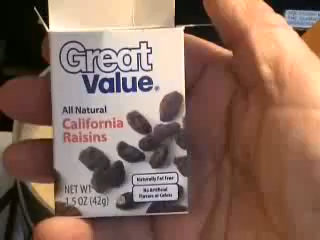 Great
Value®
All Natural
California
Raisins
Naturally Fat Free
No Artificial
Flavors or Colors
NET WT
1.5 OZ (42g)